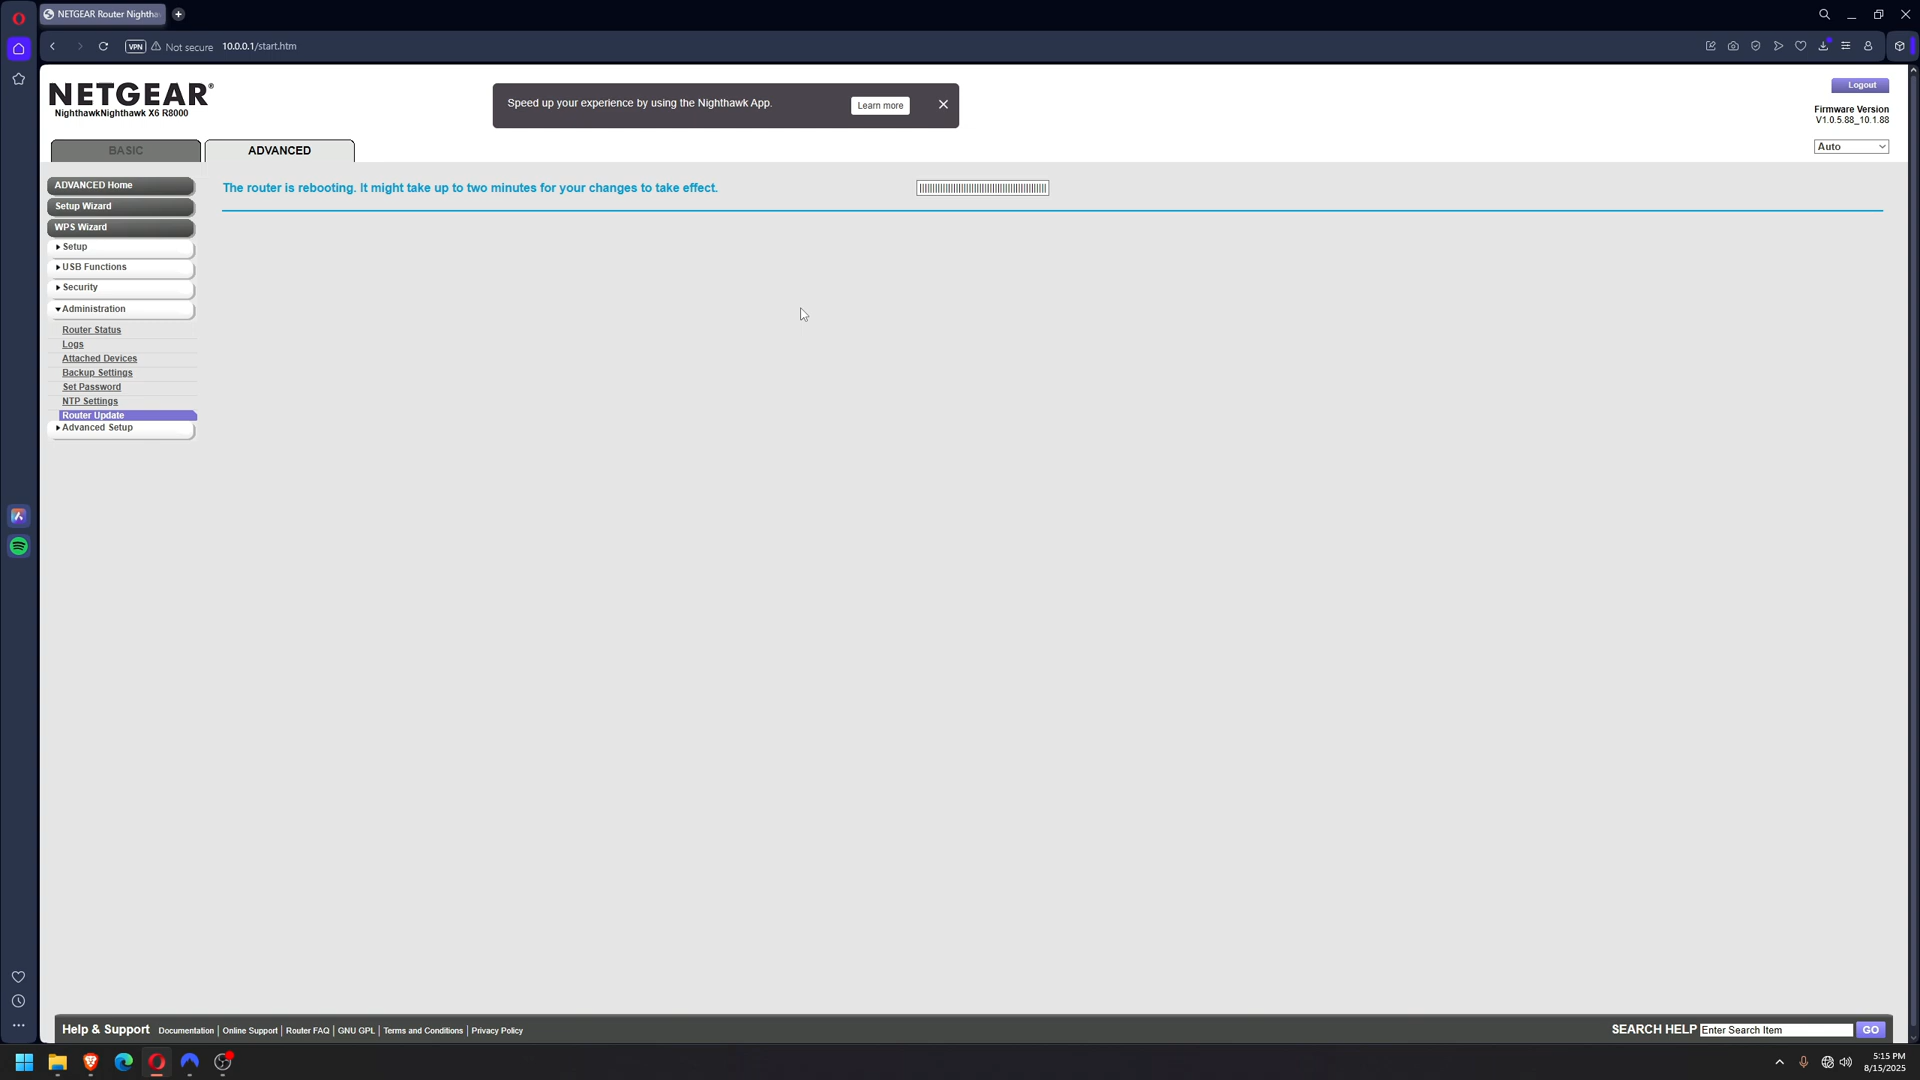 NETGEAR Router Nightha
VPN
Not secure
10.0.0.1/start.htm
NETGEAR®
NighthawkNighthawk X6 R8000
Speed up your experience by using the Nighthawk App.
Learn more
Logout
Firmware Version
V1.0.5.88_10.1.88
BASIC
ADVANCED
Auto
ADVANCED Home
Setup Wizard
WPS Wizard
Setup
USB Functions
Security
Administration
Router Status
Logs
Attached Devices
Backup Settings
Set Password
NTP Settings
Router Update
Advanced Setup
The router is rebooting. It might take up to two minutes for your changes to take effect.
Help & Support Documentation | Online Support | Router FAQ | GNU GPL | Terms and Conditions | Privacy Policy
SEARCH HELP Enter Search Item GO
5:15 PM
8/15/2025